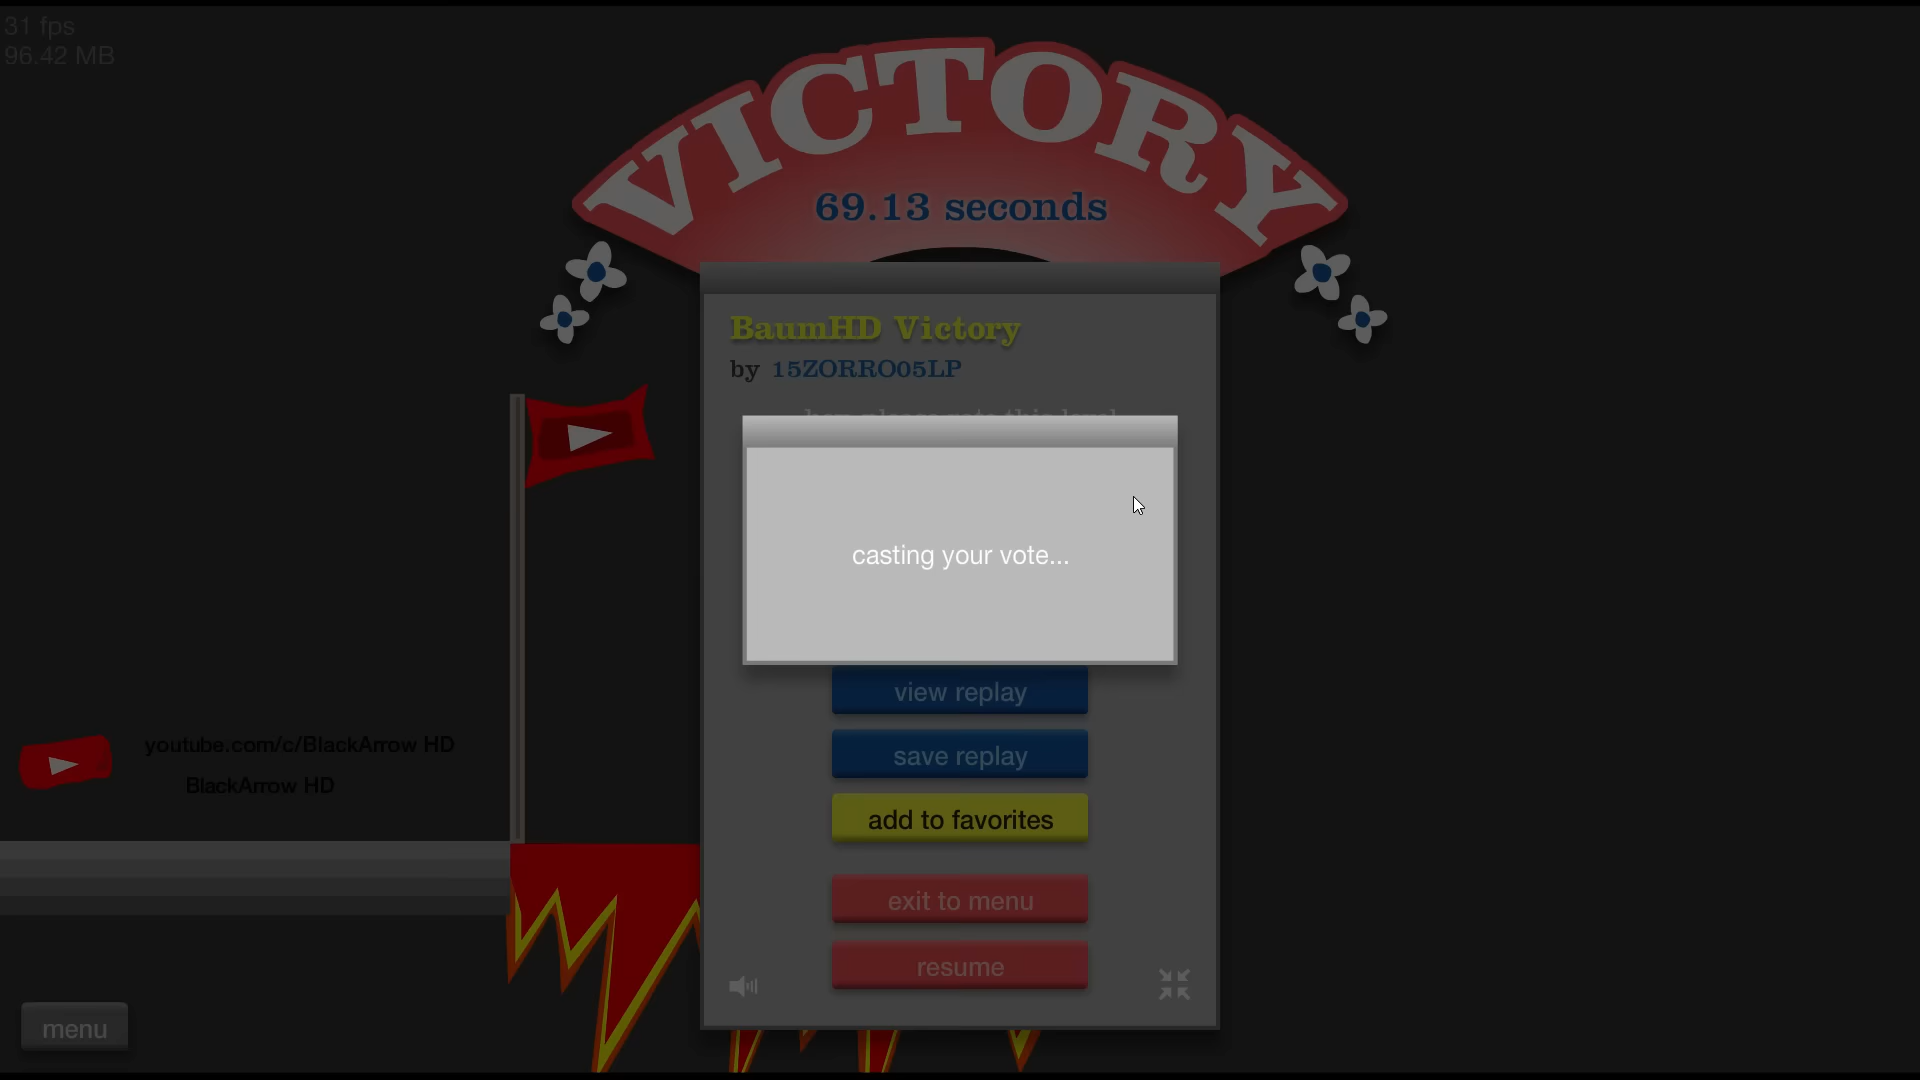 31 fps
96.42 MB
VICTORY
69.13 seconds
BaumHD Victory
by 15ZORRO05LP
casting your vote...
view replay
save replay
add to favorites
exit to menu
resume
youtube.com/c/BlackArrow HD
BlackArrow HD
menu